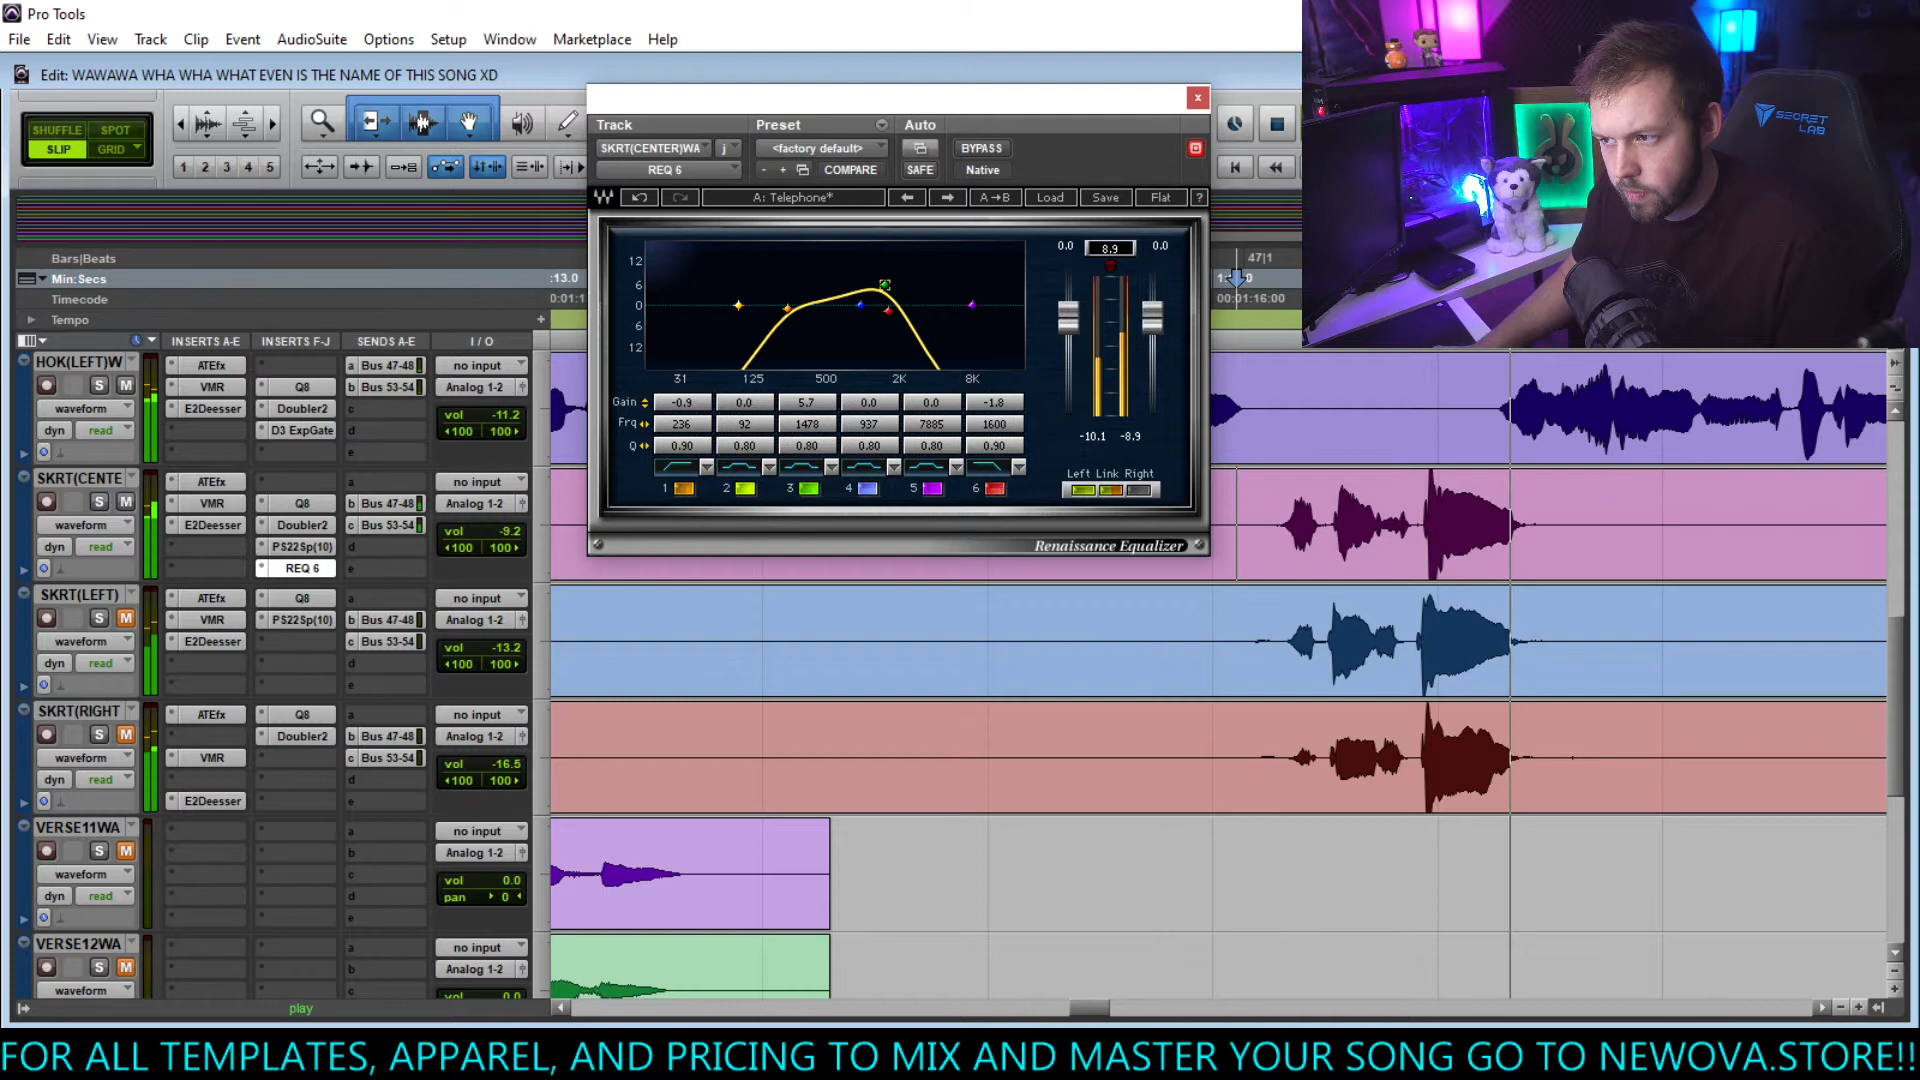 Pro Tools
File Edit View Track Clip Event AudioSuite Options Setup Window Marketplace Help
Edit: WAWAWA WHA WHA WHAT EVEN IS THE NAME OF THIS SONG XD
SHUFFLE SPOT
SLIP GRID
1 2 3 4 5
Track Preset Auto
SKRT(CENTER)WA j <factory default> BYPASS
REQ 6 - + COMPARE SAFE Native
A: Telephone* A→B Load Save Flat ?
12
6
0
6
12
31 125 500 2K 8K
0.0 8.9 0.0
-10.1 -8.9
Gain -0.9 0.0 5.7 0.0 0.0 -1.8
Frq 236 92 1478 937 7885 1600
Q 0.90 0.80 0.80 0.80 0.80 0.90
1 2 3 4 5 6
Left Link Right
Renaissance Equalizer
Bars|Beats 47|1
Min:Secs :13.0
Timecode 00:01:16:00
Tempo
INSERTS A-E INSERTS F-J SENDS A-E I / O
HOK(LEFT)W ATEfx a Bus 47-48 no input
S M VMR Q8 b Bus 53-54 Analog 1-2
waveform E2Deesser Doubler2 c vol -11.2
dyn read D3 ExpGate d 100 100
e
SKRT(CENTE ATEfx a no input
S M VMR Q8 b Bus 47-48 Analog 1-2
waveform E2Deesser Doubler2 c Bus 53-54 vol -9.2
dyn read PS22Sp(10) d 100 100
REQ 6 e
SKRT(LEFT) ATEfx Q8 a no input
S M VMR PS22Sp(10) b Bus 47-48 Analog 1-2
waveform E2Deesser c Bus 53-54 vol -13.2
dyn read d 100 100
e
SKRT(RIGHT ATEfx Q8 a no input
S M Doubler2 b Bus 47-48 Analog 1-2
waveform VMR c Bus 53-54 vol -16.5
dyn read d 100 100
E2Deesser e
VERSE11WA a no input
S M b Analog 1-2
waveform c vol 0.0
dyn read d pan 0
e
VERSE12WA a no input
S M b Analog 1-2
waveform c vol 0.0
play
SECRET
LAB
FOR ALL TEMPLATES, APPAREL, AND PRICING TO MIX AND MASTER YOUR SONG GO TO NEWOVA.STORE!!